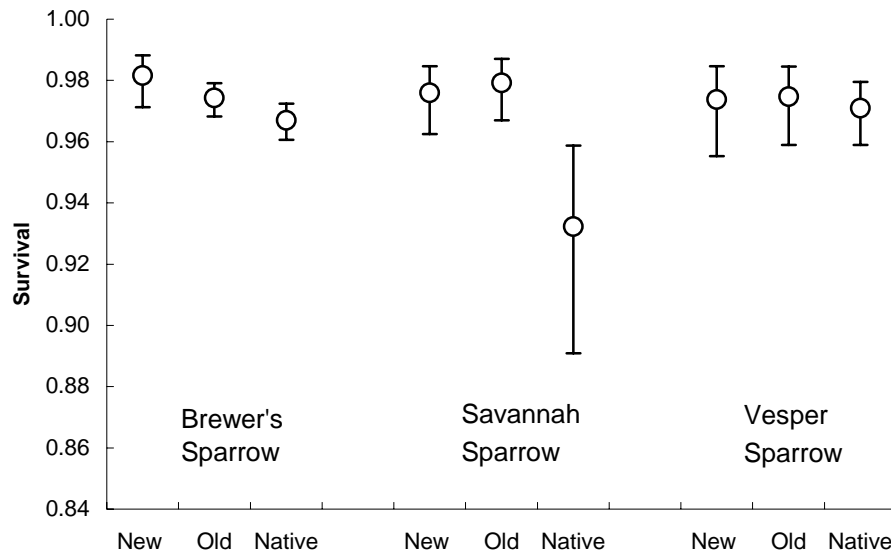 1.00
0.98
0.96
0.94
0.92
0.90
0.88
0.86
0.84
Survival
Brewer's
Sparrow
Savannah
Sparrow
Vesper
Sparrow
New Old Native New Old Native New Old Native